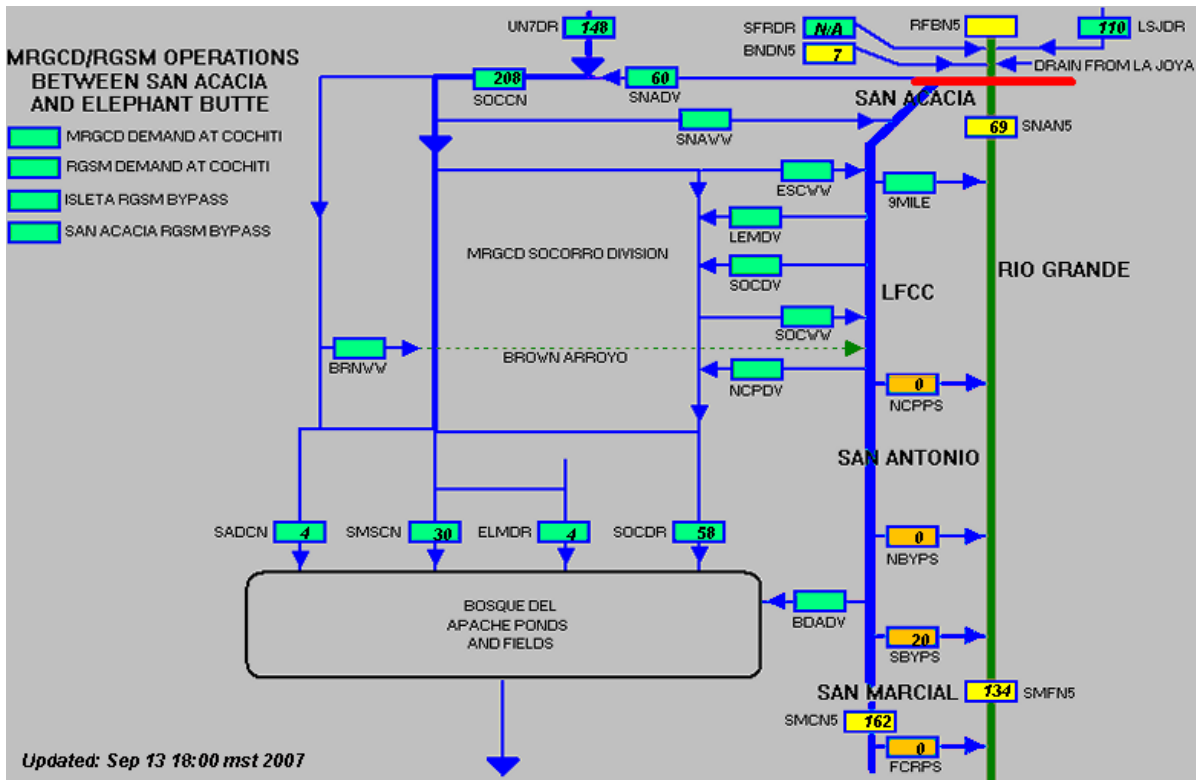 MRGCD/RGSM OPERATIONS
BETWEEN SAN ACACIA
AND ELEPHANT BUTTE
MRGCD DEMAND AT COCHITI
RGSM DEMAND AT COCHITI
ISLETA RGSM BYPASS
SAN ACACIA RGSM BYPASS
UN7DR 148
SFRDR N/A
RFBN5
110 LSJDR
BNDN5 7
DRAIN FROM LA JOYA
208
SOCCN
60
SNADV
SAN ACACIA
69 SNAN5
SNAWW
ESCWW
9MILE
LEMDV
MRGCD SOCORRO DIVISION
SOCDV
RIO GRANDE
LFCC
SOCWW
BRNWW
BROWN ARROYO
NCPDV
0
NCPPS
SAN ANTONIO
SADCN 4
SMSCN 30
ELMDR 4
SOCDR 58
0
NBYPS
BOSQUE DEL
APACHE PONDS
AND FIELDS
BDADV
20
SBYPS
SAN MARCIAL
134 SMFN5
SMCN5 162
0
FCRPS
Updated: Sep 13 18:00 mst 2007